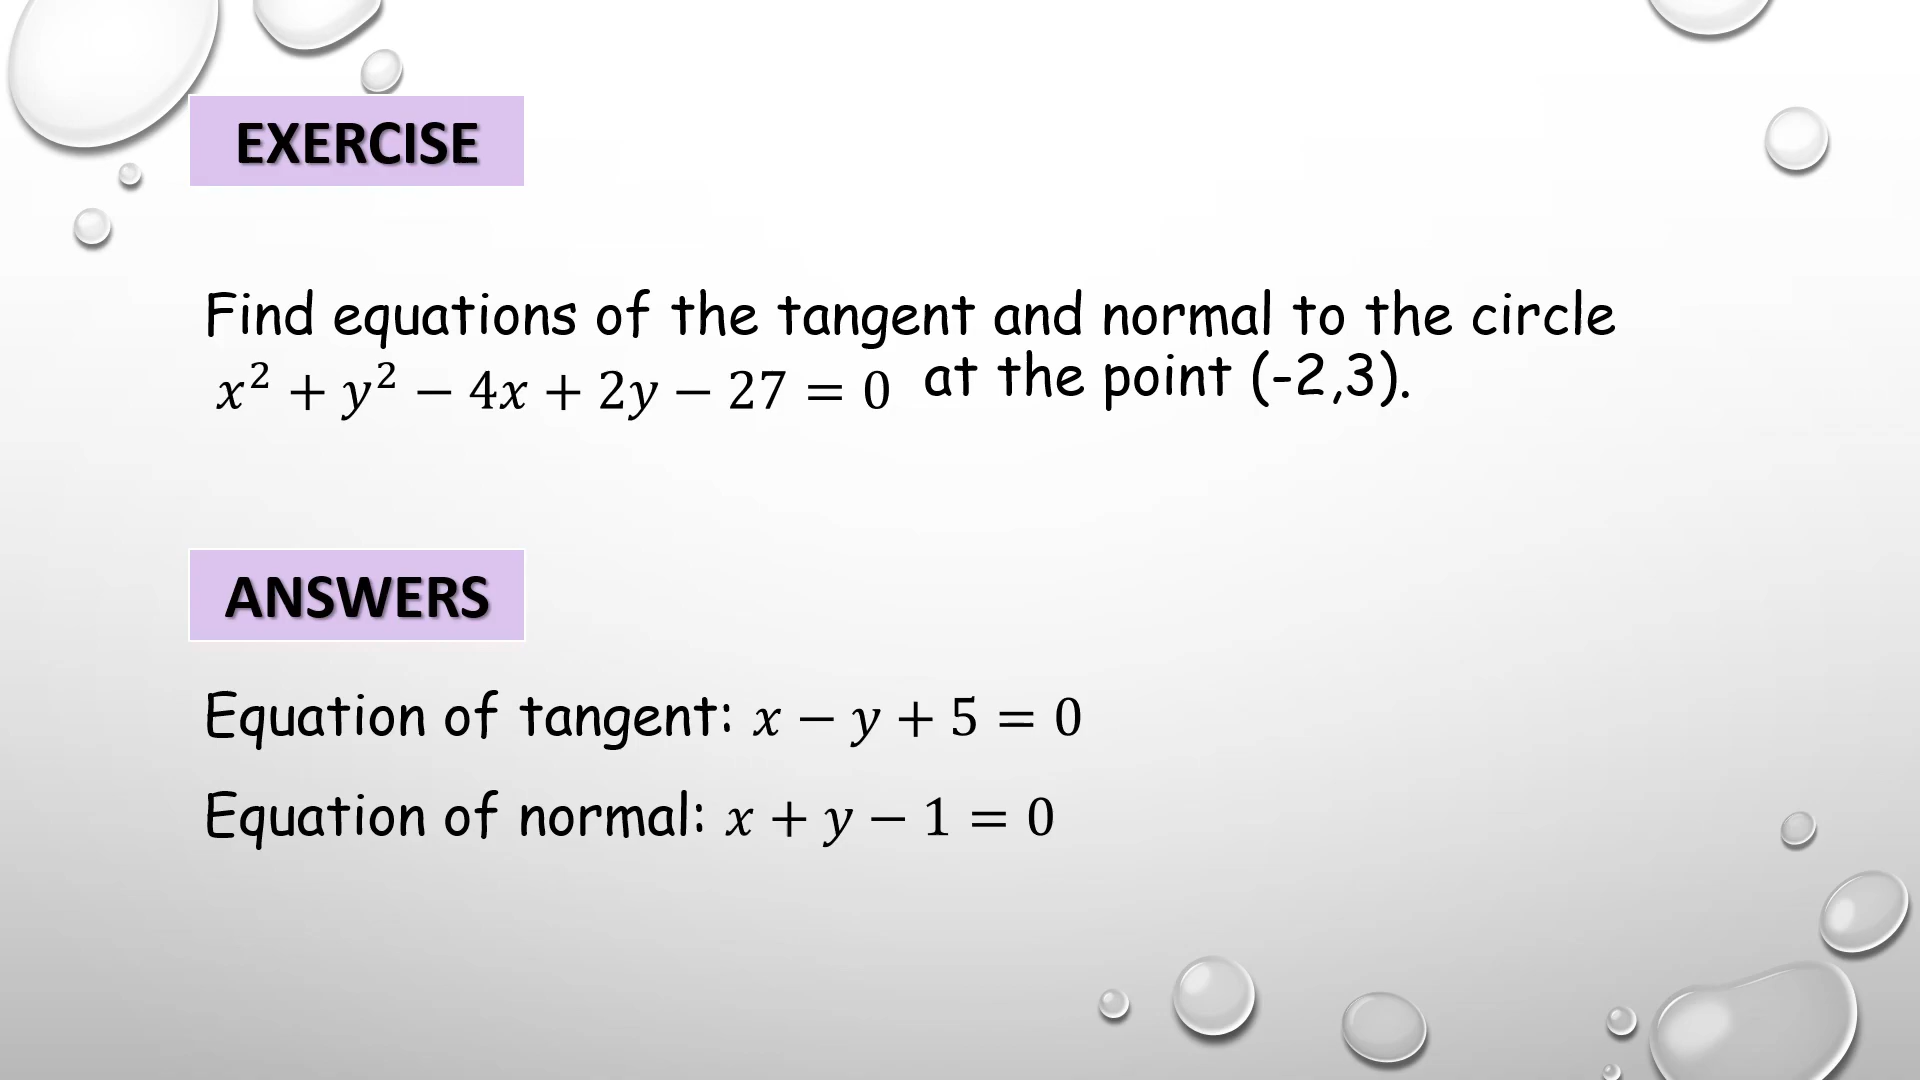 EXERCISE
Find equations of the tangent and normal to the circle
x² + y² − 4x + 2y − 27 = 0 at the point (-2,3).
ANSWERS
Equation of tangent: x − y + 5 = 0
Equation of normal: x + y − 1 = 0